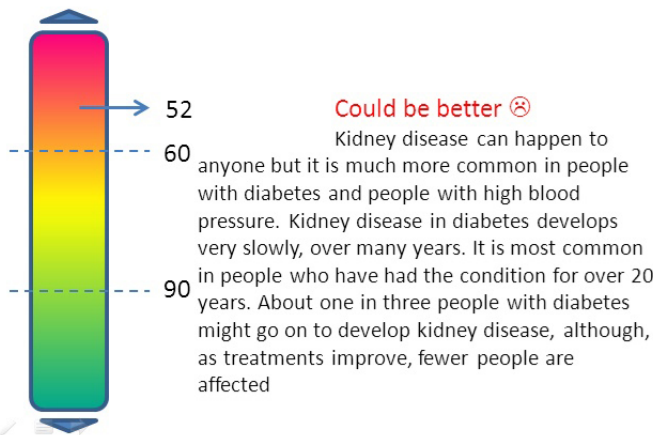 52
60
90
Could be better ☹
Kidney disease can happen to
anyone but it is much more common in people
with diabetes and people with high blood
pressure. Kidney disease in diabetes develops
very slowly, over many years. It is most common
in people who have had the condition for over 20
years. About one in three people with diabetes
might go on to develop kidney disease, although,
as treatments improve, fewer people are
affected